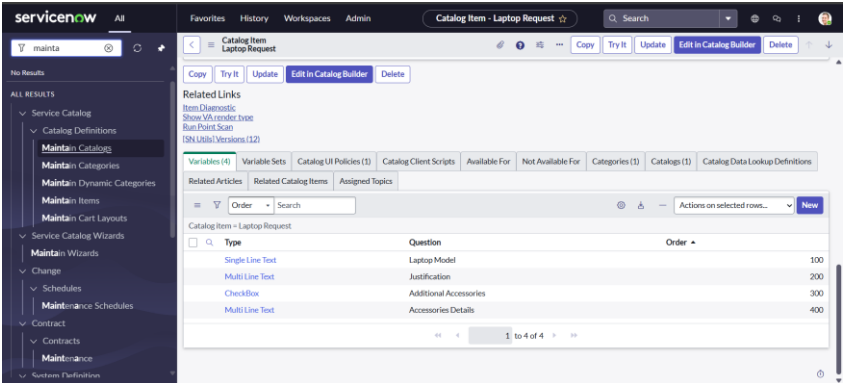 servicenow All Favorites History Workspaces Admin Catalog Item - Laptop Request Search
mainta
Catalog Item
Laptop Request
Copy Try It Update Edit in Catalog Builder Delete
No Results
ALL RESULTS
Service Catalog
Catalog Definitions
Maintain Catalogs
Maintain Categories
Maintain Dynamic Categories
Maintain Items
Maintain Cart Layouts
Service Catalog Wizards
Maintain Wizards
Change
Schedules
Maintenance Schedules
Contract
Contracts
Maintenance
System Definition
Copy Try It Update Edit in Catalog Builder Delete
Related Links
Item Diagnostic
Show VA render type
Run Point Scan
[SN Utils] Versions (12)
Variables (4) Variable Sets Catalog UI Policies (1) Catalog Client Scripts Available For Not Available For Categories (1) Catalogs (1) Catalog Data Lookup Definitions
Related Articles Related Catalog Items Assigned Topics
Order Search Actions on selected rows... New
Catalog item = Laptop Request
Type Question Order
Single Line Text Laptop Model 100
Multi Line Text Justification 200
CheckBox Additional Accessories 300
Multi Line Text Accessories Details 400
1 to 4 of 4